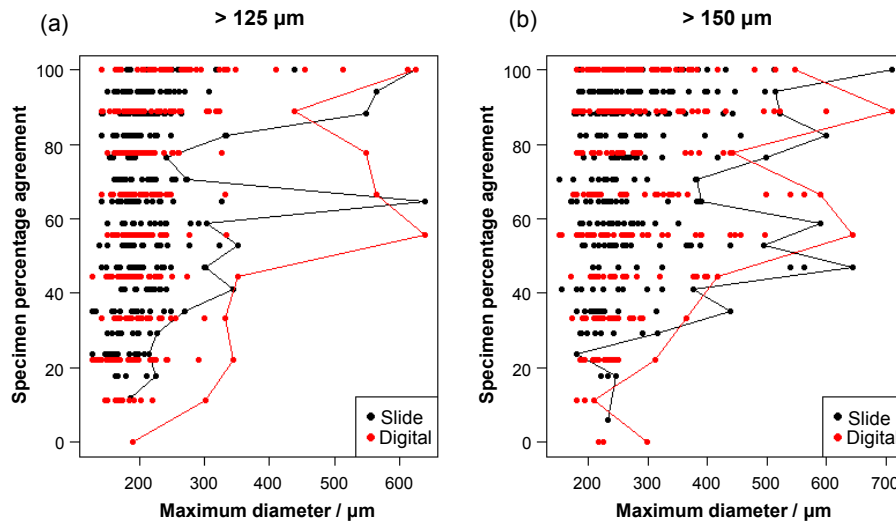 (a)
> 125 µm
Specimen percentage agreement
100
80
60
40
20
0
200 300 400 500 600
Maximum diameter / µm
Slide
Digital
(b)
> 150 µm
Specimen percentage agreement
100
80
60
40
20
0
200 300 400 500 600 700
Maximum diameter / µm
Slide
Digital